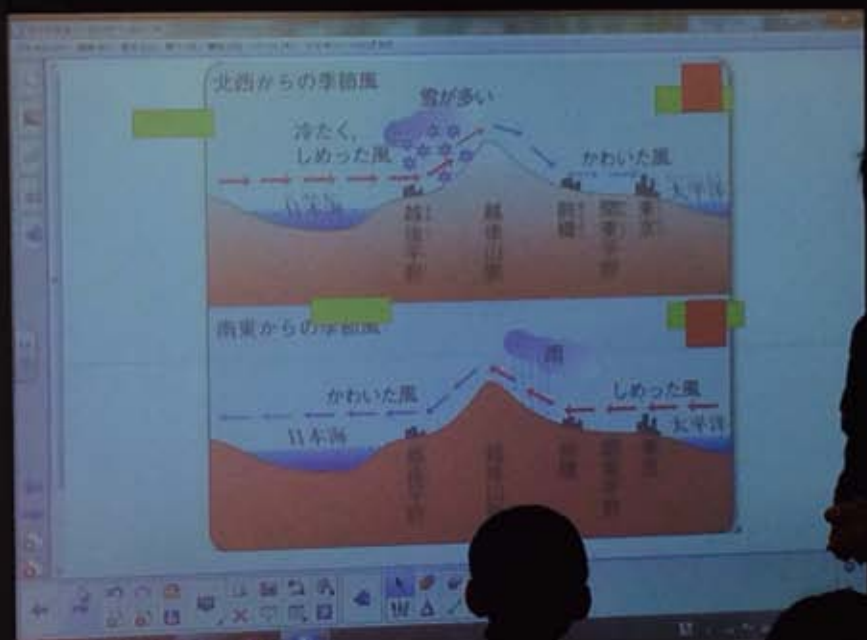 北西からの季節風
雪が多い
冷たく、
しめった風
かわいた風
日本海
太平洋
越後平野
越後山脈
前橋
関東平野
東京
南東からの季節風
雨
かわいた風
しめった風
日本海
太平洋
越後平野
越後山
前橋
関東平野
東京